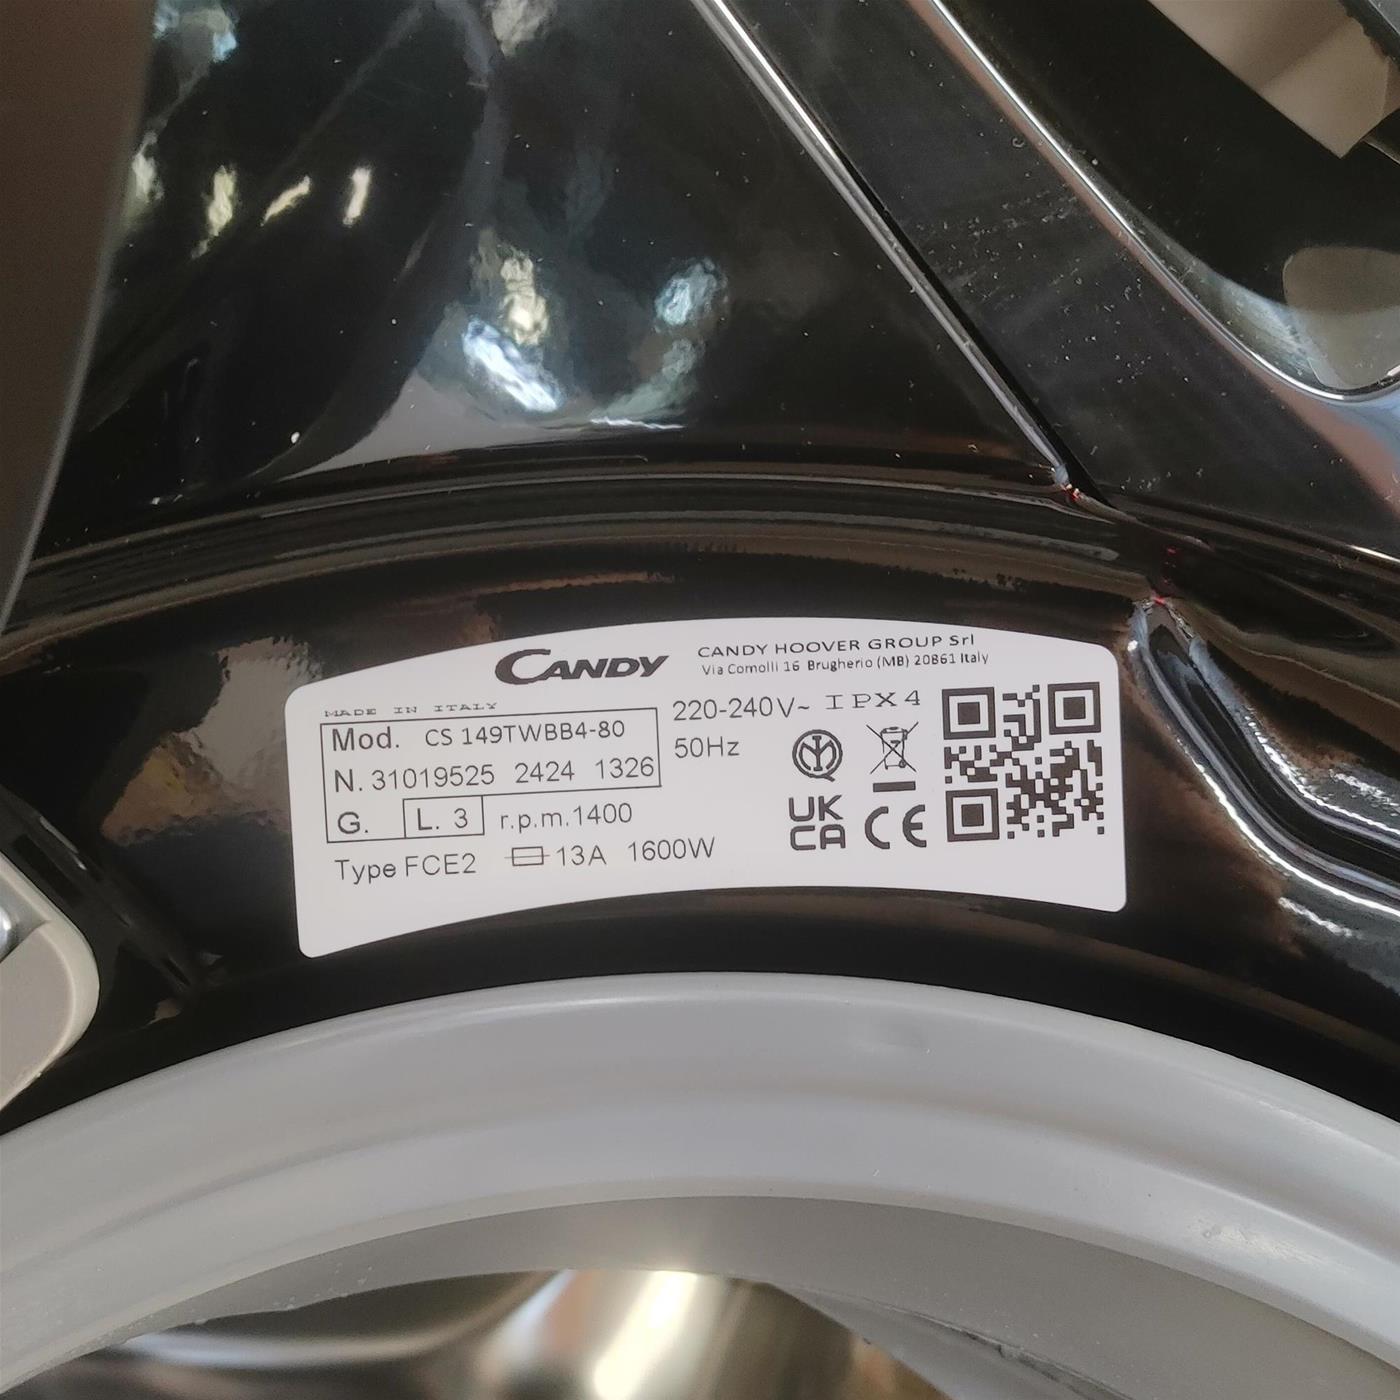 CANDY
CANDY HOOVER GROUP Srl
Via Comolli 16 Brugherio (MB) 20861 Italy
MADE IN ITALY
Mod. CS 149TWBB4-80
N. 31019525 2424 1326
G. L. 3 r.p.m.1400
Type FCE2 13A 1600W
220-240V~ IPX4
50Hz
UK
CA CE